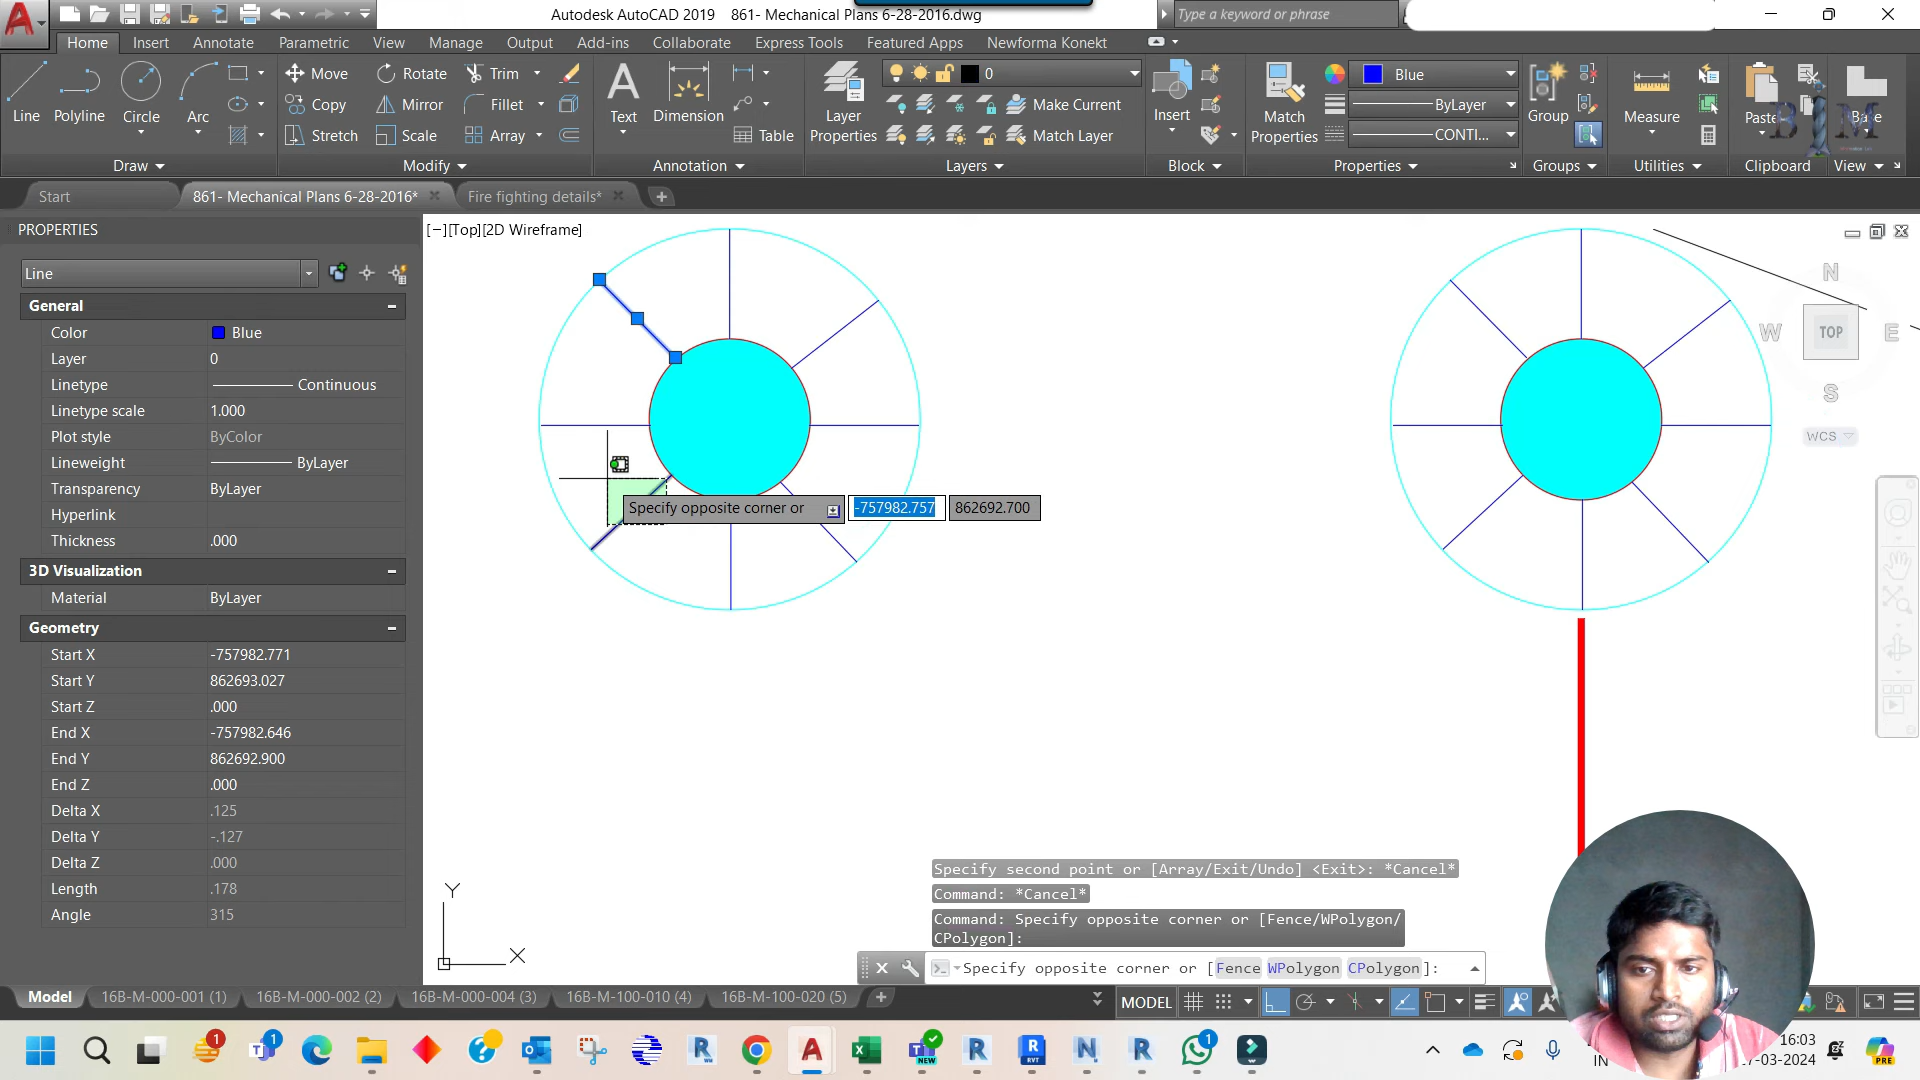 Autodesk AutoCAD 2019 861- Mechanical Plans 6-28-2016.dwg
Type a keyword or phrase
Home Insert Annotate Parametric View Manage Output Add-ins Collaborate Express Tools Featured Apps Newforma Konekt
Line Polyline Circle Arc
Move Rotate Trim
Copy Mirror Fillet
Stretch Scale Array
Text Dimension Table
Layer Properties
0
Make Current
Match Layer
Insert
Match Properties
Blue
ByLayer
CONTI...
Group
Measure
Paste
Base
Draw Modify Annotation Layers Block Properties Groups Utilities Clipboard View
Start 861- Mechanical Plans 6-28-2016* Fire fighting details*
PROPERTIES
[−][Top][2D Wireframe]
Line
General
Color Blue
Layer 0
Linetype Continuous
Linetype scale 1.000
Plot style ByColor
Lineweight ByLayer
Transparency ByLayer
Hyperlink
Thickness .000
3D Visualization
Material ByLayer
Geometry
Start X -757982.771
Start Y 862693.027
Start Z .000
End X -757982.646
End Y 862692.900
End Z .000
Delta X .125
Delta Y -.127
Delta Z .000
Length .178
Angle 315
Specify opposite corner or -757982.757 862692.700
N
W TOP E
S
WCS
Y
X
Specify second point or [Array/Exit/Undo] <Exit>: *Cancel*
Command: *Cancel*
Command: Specify opposite corner or [Fence/WPolygon/
CPolygon]:
Specify opposite corner or [Fence WPolygon CPolygon]:
Model 16B-M-000-001 (1) 16B-M-000-002 (2) 16B-M-000-004 (3) 16B-M-100-010 (4) 16B-M-100-020 (5)
MODEL
16:03
IN
7-03-2024